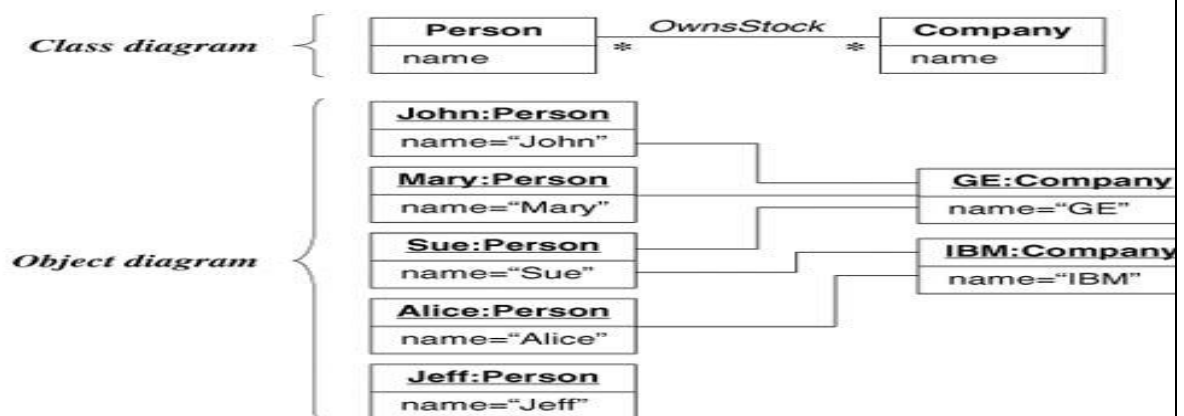 Class diagram
Person
OwnsStock
Company
name
*
*
name
Object diagram
John:Person
name=“John”
Mary:Person
name=“Mary”
Sue:Person
name=“Sue”
Alice:Person
name=“Alice”
Jeff:Person
name=“Jeff”
GE:Company
name=“GE”
IBM:Company
name=“IBM”